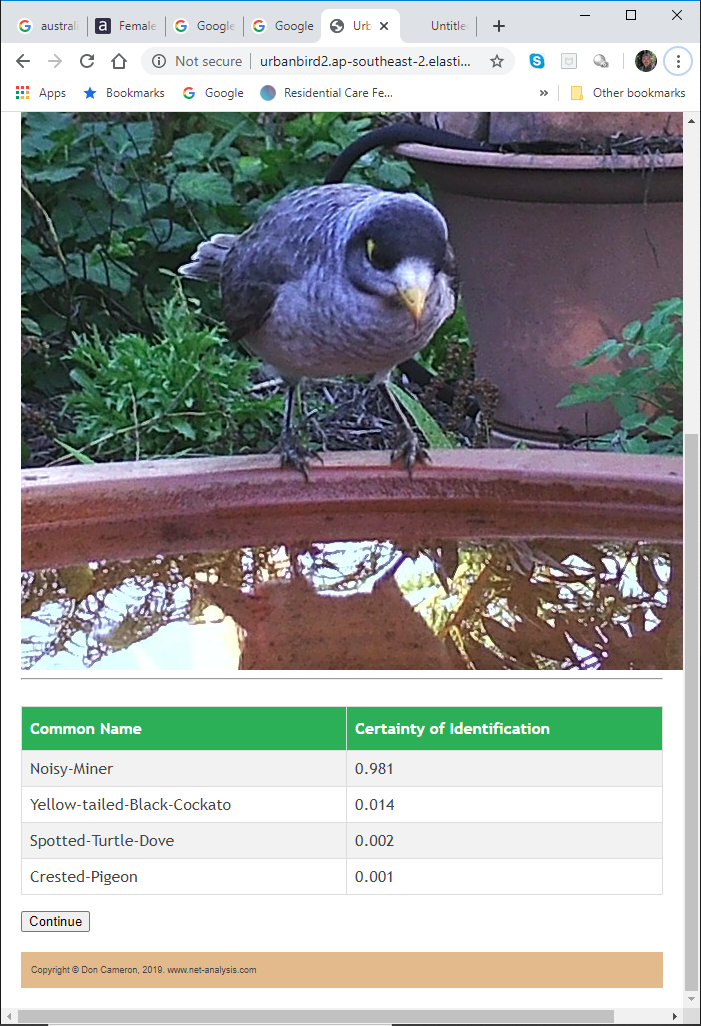 australi
a Female
Google
Google
Urb
Untitle
Not secure | urbanbird2.ap-southeast-2.elasti...
Apps
Bookmarks
Google
Residential Care Fe...
»
Other bookmarks
Common Name Certainty of Identification
Noisy-Miner 0.981
Yellow-tailed-Black-Cockato 0.014
Spotted-Turtle-Dove 0.002
Crested-Pigeon 0.001
Continue
Copyright © Don Cameron, 2019. www.net-analysis.com